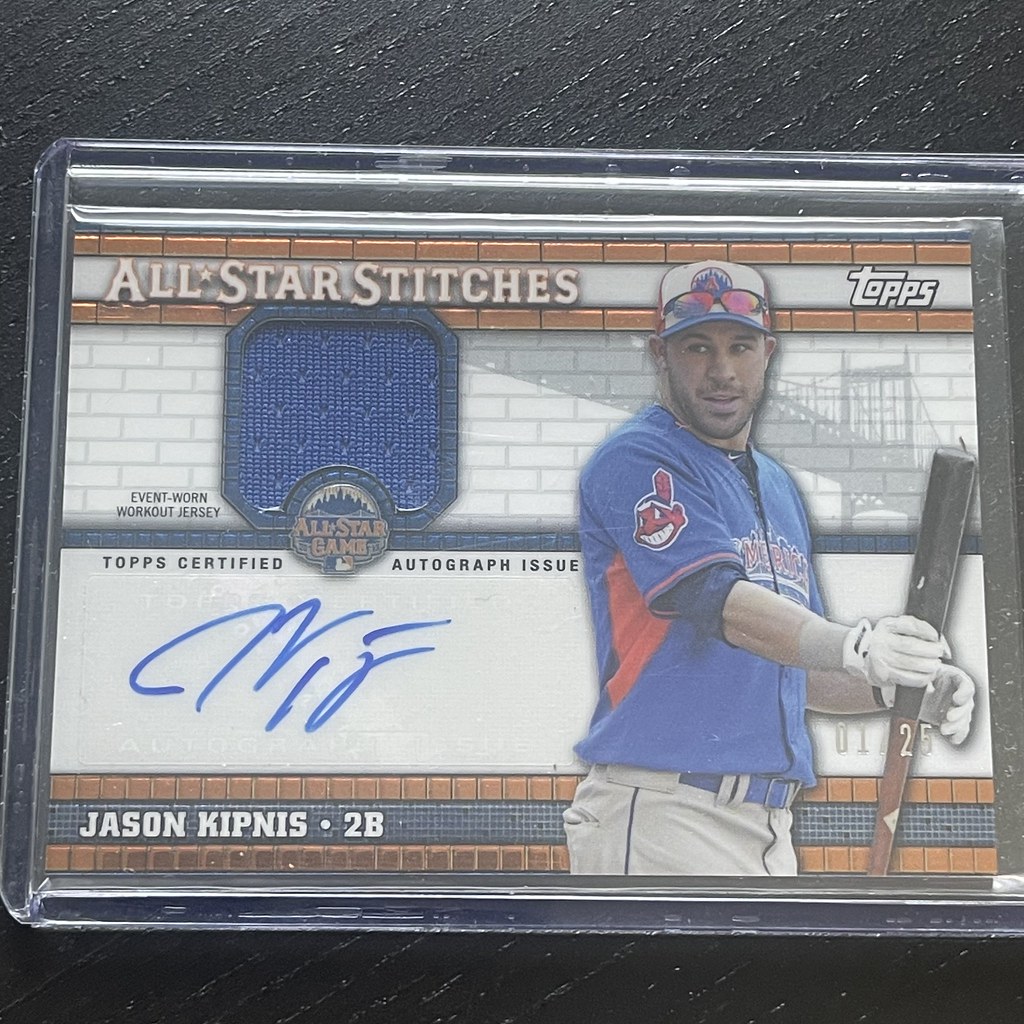 ALL★STAR STITCHES
topps
EVENT-WORN
WORKOUT JERSEY
ALL★STAR
GAME
TOPPS CERTIFIED AUTOGRAPH ISSUE
01/25
JASON KIPNIS • 2B